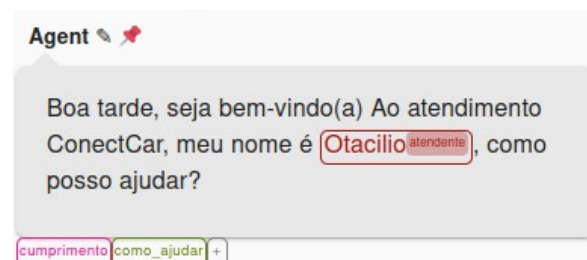 Agent ✎ 📌
Boa tarde, seja bem-vindo(a) Ao atendimento
ConectCar, meu nome é Otacilio atendente, como
posso ajudar?
cumprimento como_ajudar +